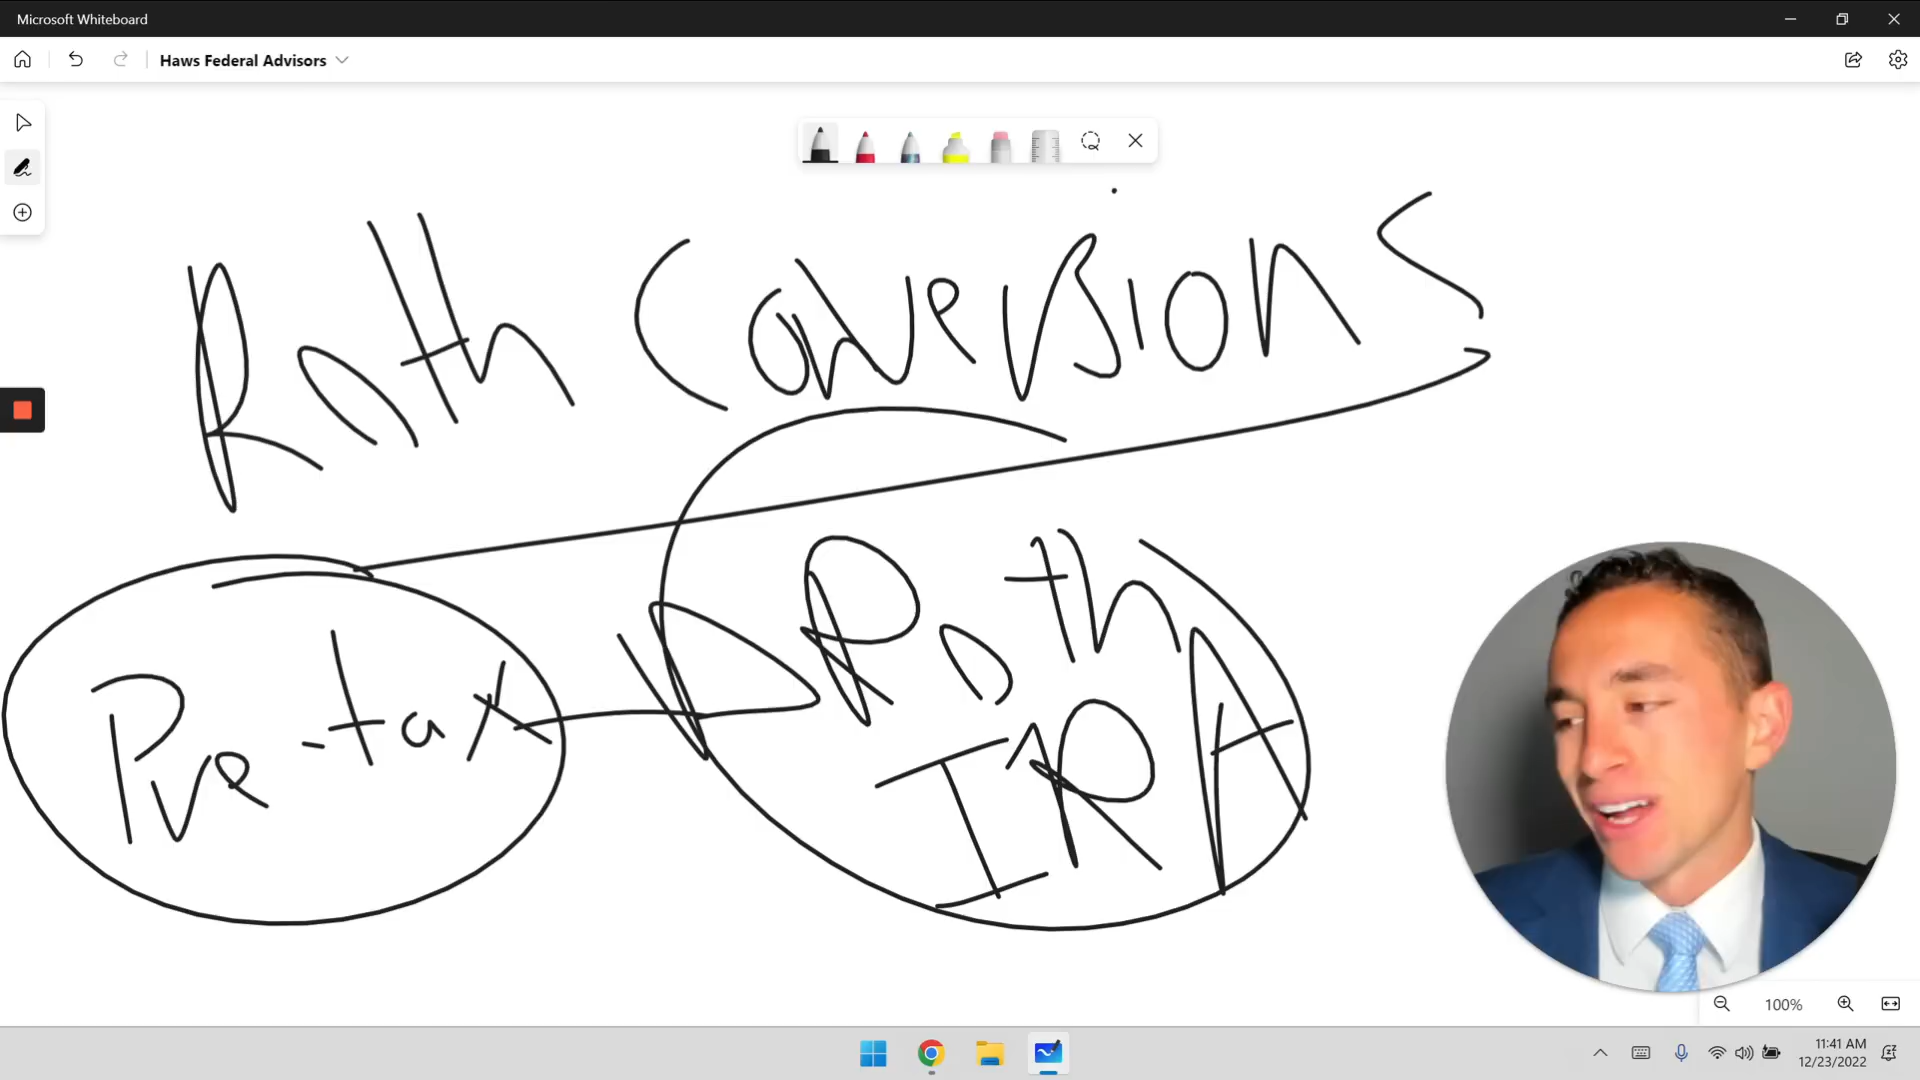 Microsoft Whiteboard
Haws Federal Advisors
Roth Conversions
Pre-tax
Roth
IRA
100%
11:41 AM
12/23/2022